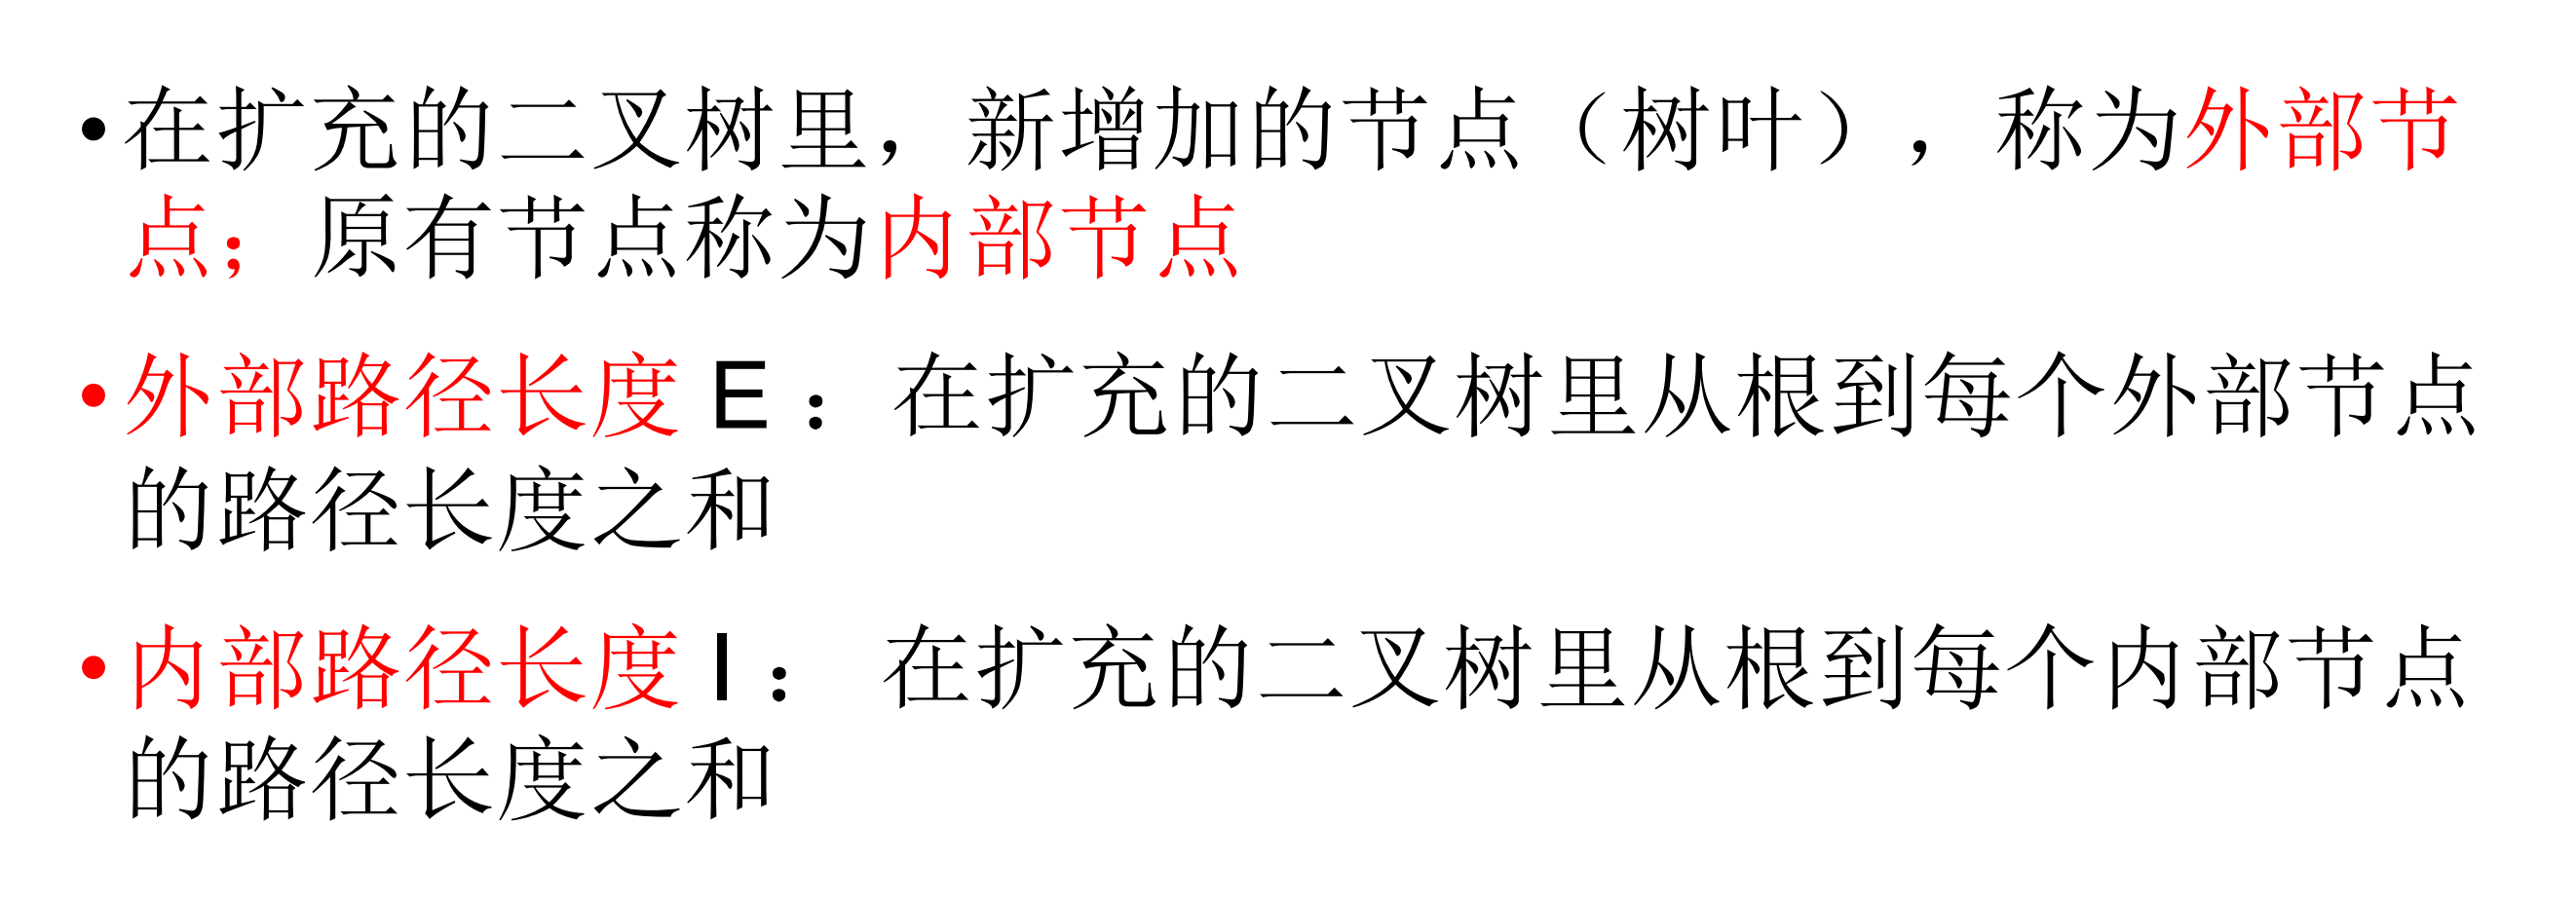 •在扩充的二叉树里，新增加的节点（树叶），称为外部节
点；原有节点称为内部节点
•外部路径长度 E ：在扩充的二叉树里从根到每个外部节点
的路径长度之和
•内部路径长度 I ： 在扩充的二叉树里从根到每个内部节点
的路径长度之和